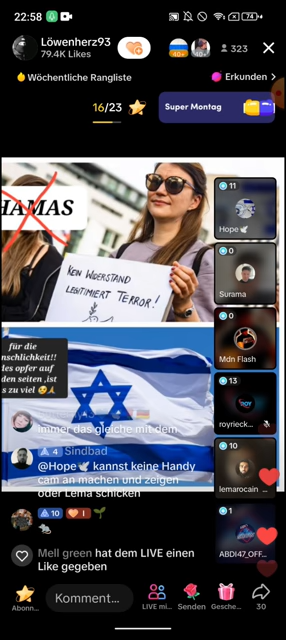 22:58
74
Löwenherz93
79.4K Likes
40+
40+
323
Wöchentliche Rangliste
Erkunden >
16/23
Super Montag
HAMAS
KEIN WIDERSTAND
LEGITIMIERT TERROR!
11
Hope
0
Surama
0
Mdn Flash
13
royrieck...
10
lemarocain ...
1
ABDI47_OFF...
für die
nschlichkeit!!
des opfer auf
den seiten ,ist
s zu viel
immer das gleiche mit dem
4 Sindbad
@Hope kannst keine Handy
cam an machen und zeigen
oder Lema schicken
10
I
Mell green hat dem LIVE einen
Like gegeben
Abonn...
Komment...
LIVE mi...
Senden
Gesche...
30